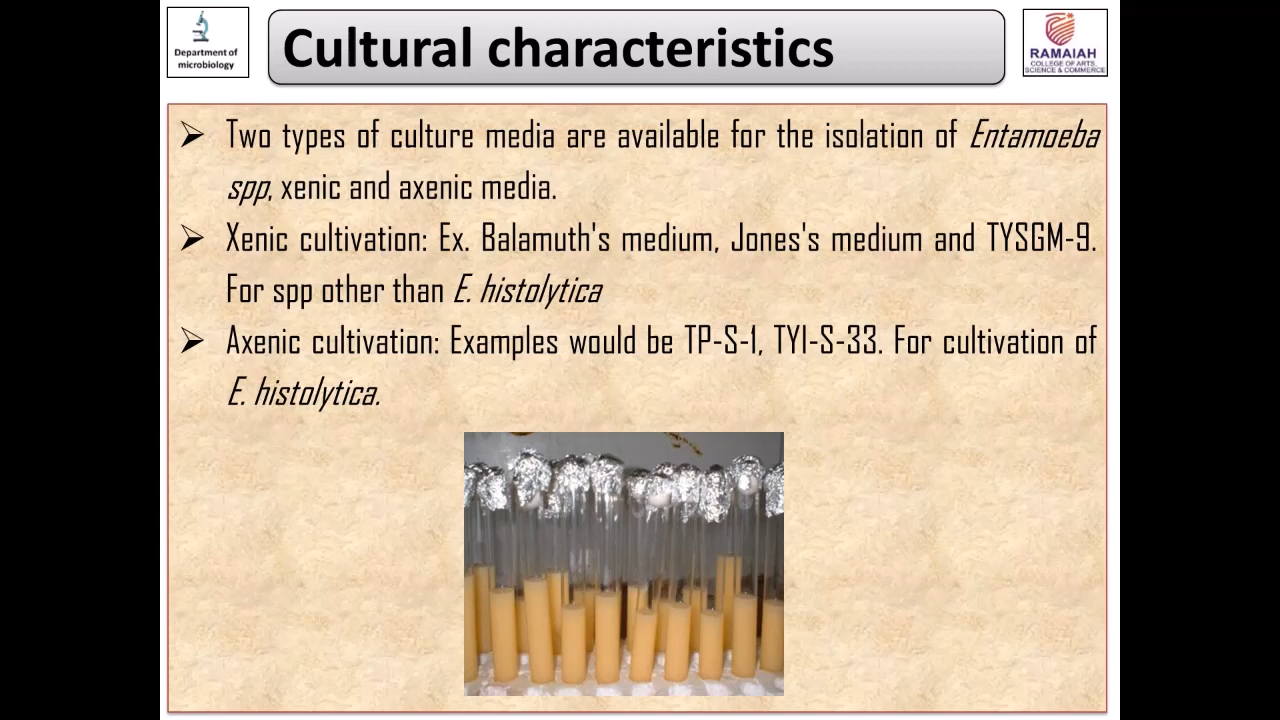 Department of
microbiology
Cultural characteristics
RAMAIAH
COLLEGE OF ARTS,
SCIENCE & COMMERCE
➢ Two types of culture media are available for the isolation of Entamoeba
spp, xenic and axenic media.
➢ Xenic cultivation: Ex. Balamuth's medium, Jones's medium and TYSGM-9.
For spp other than E. histolytica
➢ Axenic cultivation: Examples would be TP-S-1, TYI-S-33. For cultivation of
E. histolytica.